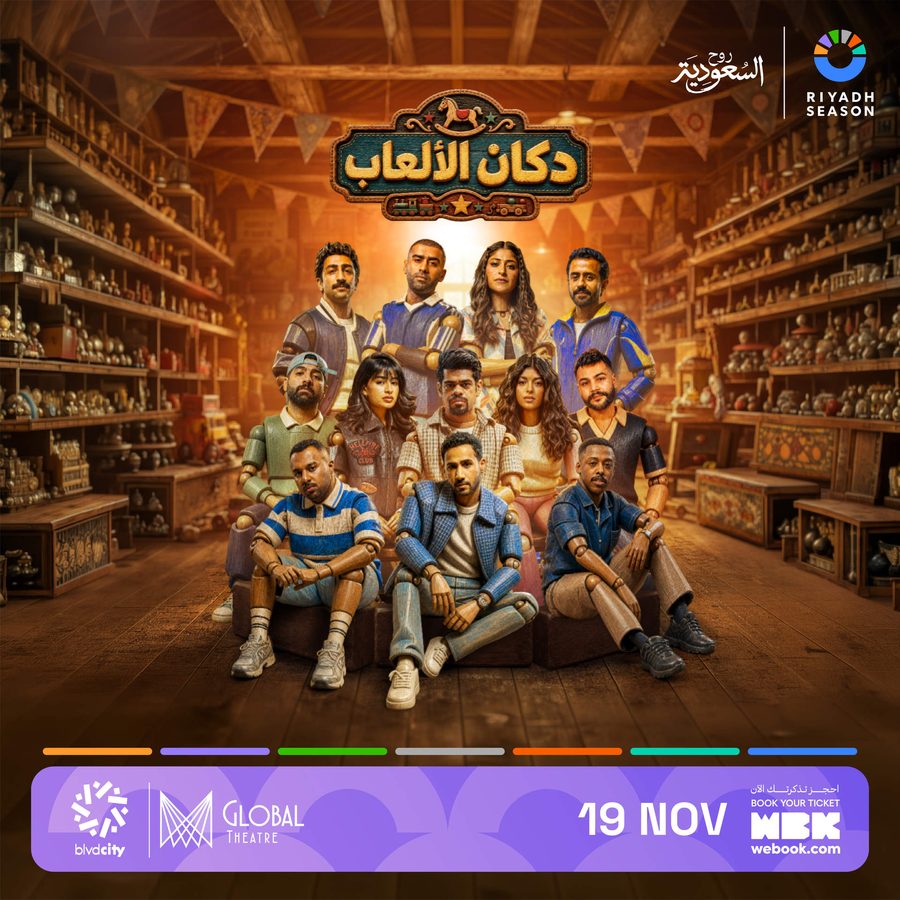 روح
السعودية
RIYADH
SEASON
دكان الألعاب
blvdcity
GLOBAL
THEATRE
19 NOV
احجز تذكرتك الآن
BOOK YOUR TICKET
WBK
webook.com